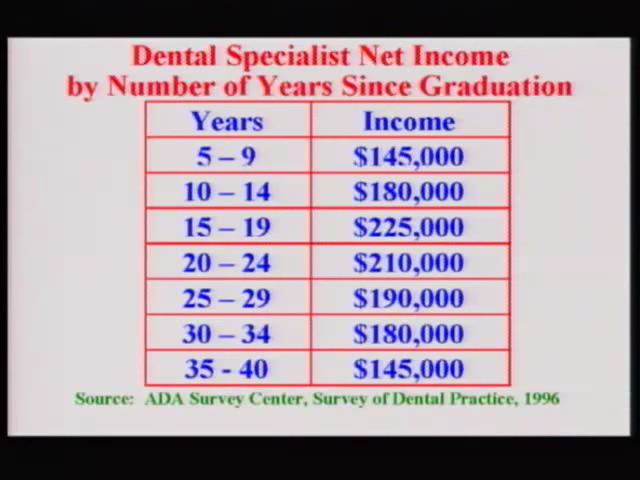 Dental Specialist Net Income
by Number of Years Since Graduation
Years Income
5 – 9 $145,000
10 – 14 $180,000
15 – 19 $225,000
20 – 24 $210,000
25 – 29 $190,000
30 – 34 $180,000
35 - 40 $145,000
Source: ADA Survey Center, Survey of Dental Practice, 1996